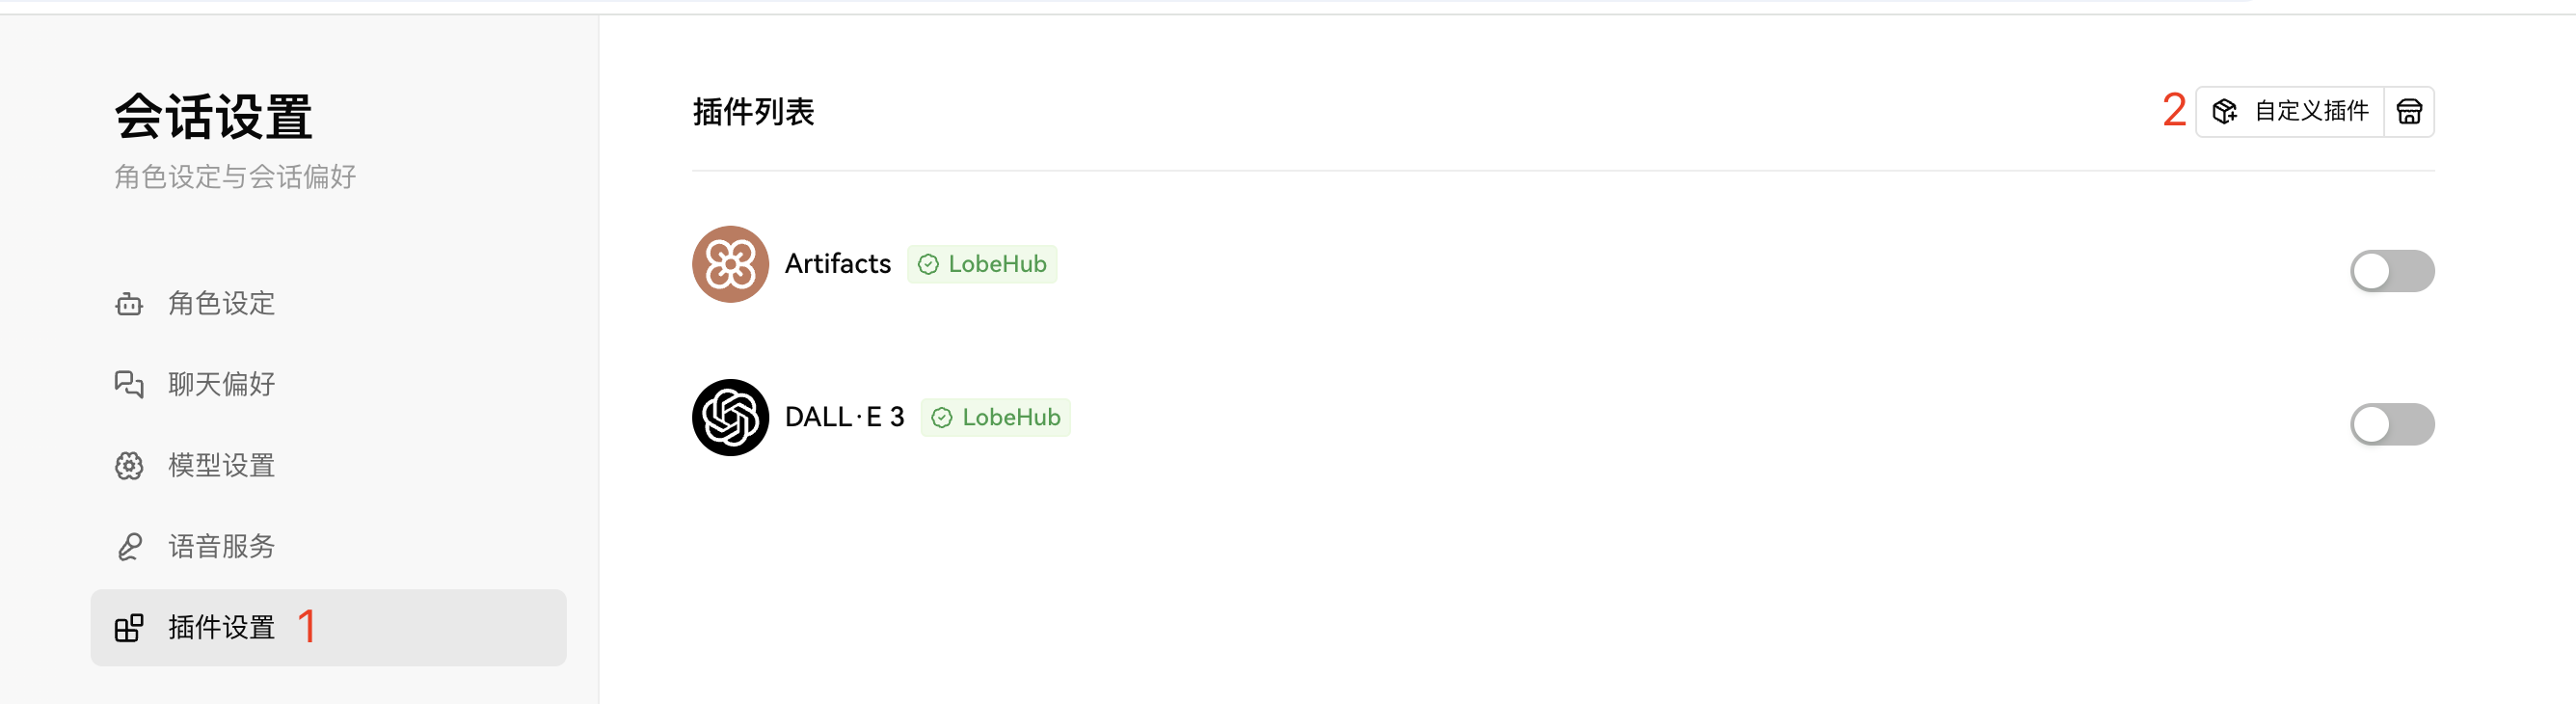 会话设置
角色设定与会话偏好
角色设定
聊天偏好
模型设置
语音服务
插件设置 1
插件列表
2 自定义插件
Artifacts LobeHub
DALL·E 3 LobeHub